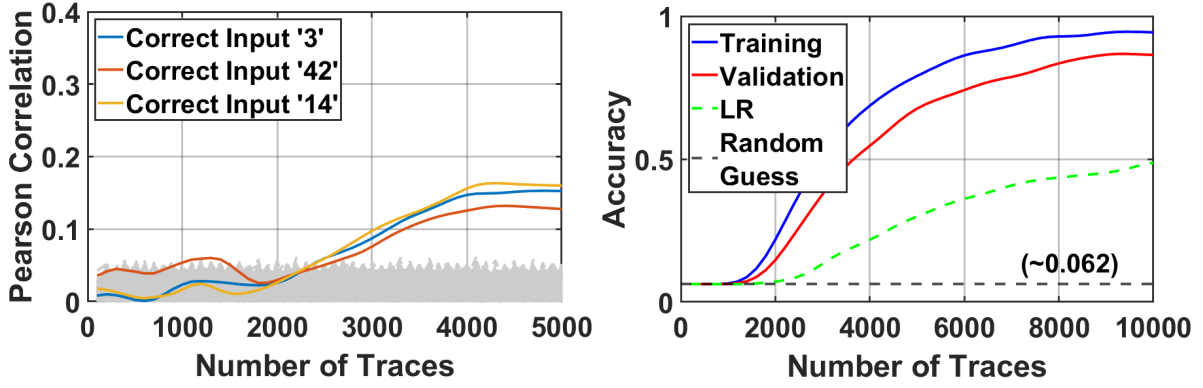 0.4
0.3
0.2
0.1
0
Pearson Correlation
Correct Input '3'
Correct Input '42'
Correct Input '14'
0 1000 2000 3000 4000 5000
Number of Traces
1
0.5
0
Accuracy
Training
Validation
LR
Random
Guess
(~0.062)
0 2000 4000 6000 8000 10000
Number of Traces